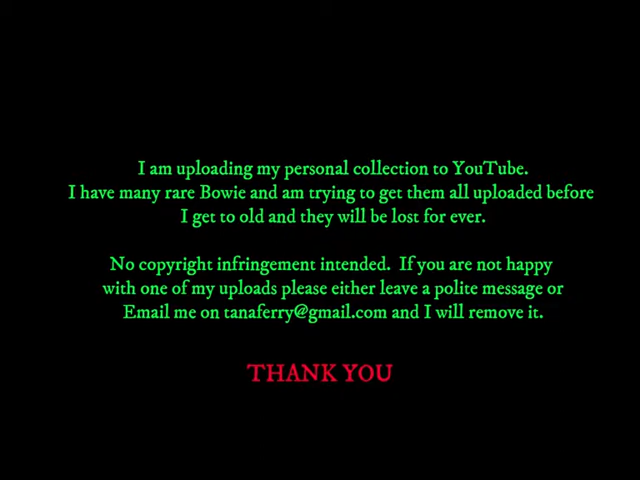 I am uploading my personal collection to YouTube.
I have many rare Bowie and am trying to get them all uploaded before
I get to old and they will be lost for ever.
No copyright infringement intended. If you are not happy
with one of my uploads please either leave a polite message or
Email me on tanaferry@gmail.com and I will remove it.
THANK YOU